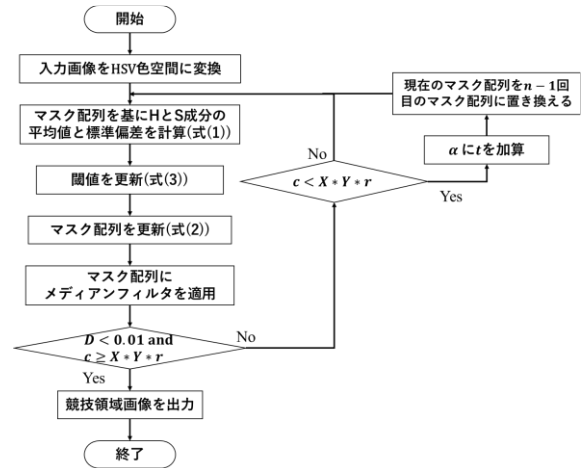 開始
入力画像をHSV色空間に変換
マスク配列を基にHとS成分の
平均値と標準偏差を計算(式(1))
閾値を更新(式(3))
マスク配列を更新(式(2))
マスク配列に
メディアンフィルタを適用
D < 0.01 and
c ≥ X * Y * r
No
Yes
競技領域画像を出力
終了
c < X * Y * r
No
Yes
α にtを加算
現在のマスク配列をn − 1回
目のマスク配列に置き換える